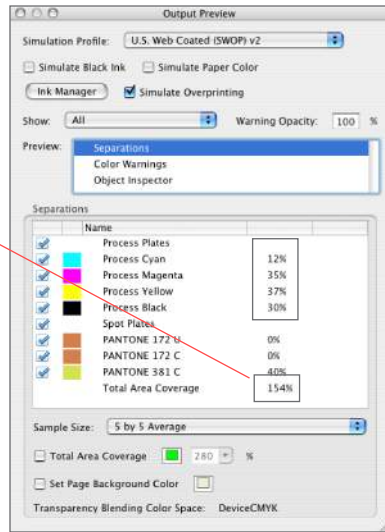 Output Preview
Simulation Profile: U.S. Web Coated (SWOP) v2
Simulate Black Ink Simulate Paper Color
Ink Manager Simulate Overprinting
Show: All Warning Opacity: 100 %
Preview: Separations
Color Warnings
Object Inspector
Separations
Name
Process Plates
Process Cyan 12%
Process Magenta 35%
Process Yellow 37%
Process Black 30%
Spot Plates
PANTONE 172 U 0%
PANTONE 172 C 0%
PANTONE 381 C 40%
Total Area Coverage 154%
Sample Size: 5 by 5 Average
Total Area Coverage 280 %
Set Page Background Color
Transparency Blending Color Space: DeviceCMYK